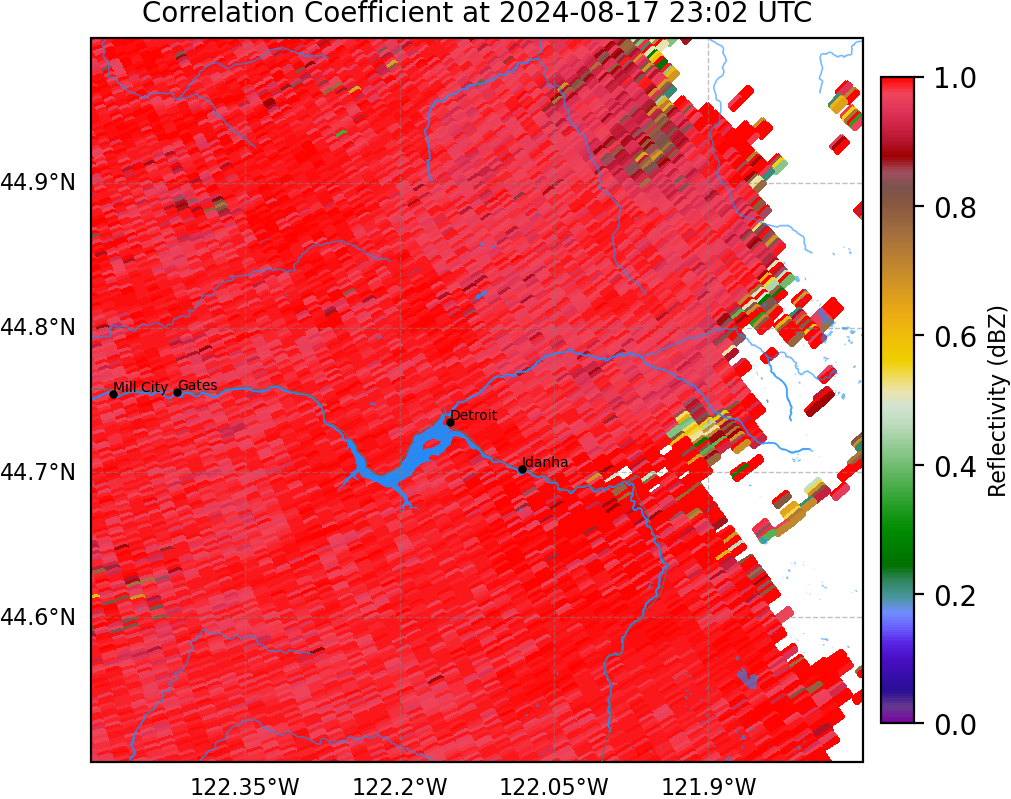 Correlation Coefficient at 2024-08-17 23:02 UTC
1.0
44.9°N
0.8
44.8°N
0.6
Mill City
Gates
Detroit
Idanha
44.7°N
0.4
Reflectivity (dBZ)
44.6°N
0.2
0.0
122.35°W
122.2°W
122.05°W
121.9°W